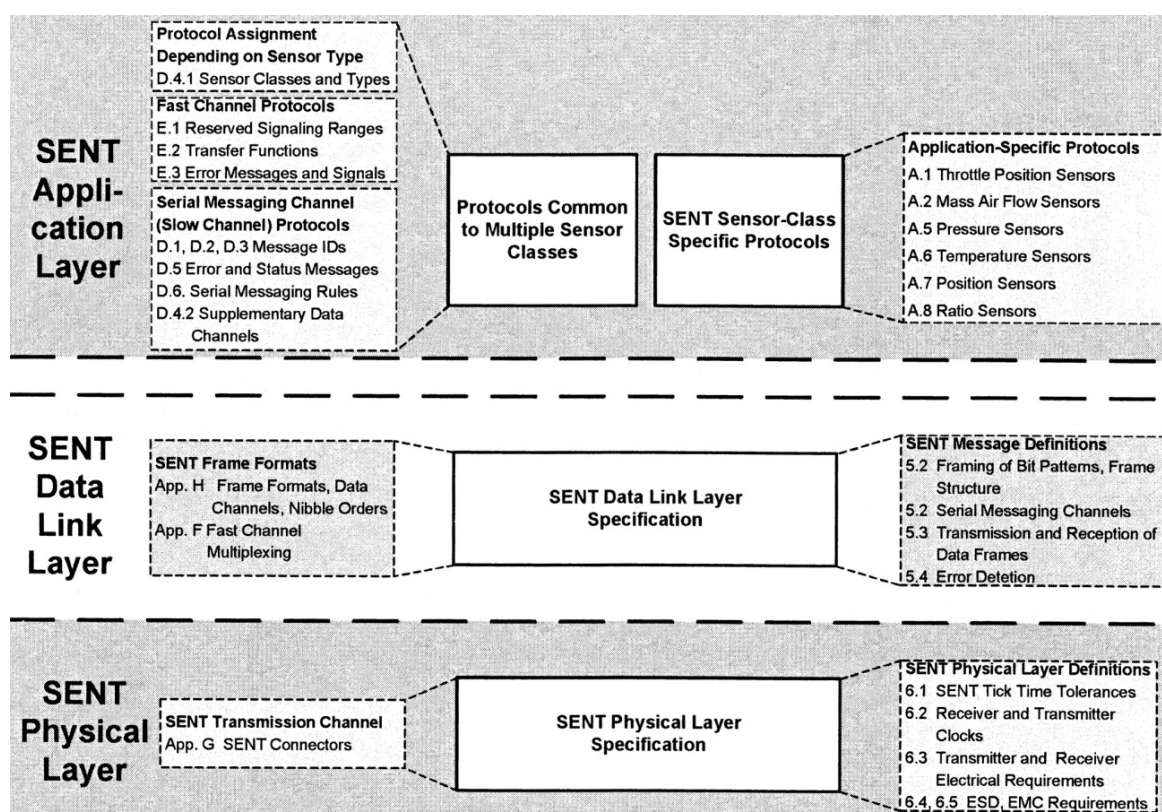 SENT
Appli-
cation
Layer
Protocol Assignment
Depending on Sensor Type
D.4.1 Sensor Classes and Types
Fast Channel Protocols
E.1 Reserved Signaling Ranges
E.2 Transfer Functions
E.3 Error Messages and Signals
Serial Messaging Channel
(Slow Channel) Protocols
D.1, D.2, D.3 Message IDs
D.5 Error and Status Messages
D.6. Serial Messaging Rules
D.4.2 Supplementary Data
Channels
Protocols Common
to Multiple Sensor
Classes
SENT Sensor-Class
Specific Protocols
Application-Specific Protocols
A.1 Throttle Position Sensors
A.2 Mass Air Flow Sensors
A.5 Pressure Sensors
A.6 Temperature Sensors
A.7 Position Sensors
A.8 Ratio Sensors
SENT
Data
Link
Layer
SENT Frame Formats
App. H Frame Formats, Data
Channels, Nibble Orders
App. F Fast Channel
Multiplexing
SENT Data Link Layer
Specification
SENT Message Definitions
5.2 Framing of Bit Patterns, Frame
Structure
5.2 Serial Messaging Channels
5.3 Transmission and Reception of
Data Frames
5.4 Error Detetion
SENT
Physical
Layer
SENT Transmission Channel
App. G SENT Connectors
SENT Physical Layer
Specification
SENT Physical Layer Definitions
6.1 SENT Tick Time Tolerances
6.2 Receiver and Transmitter
Clocks
6.3 Transmitter and Receiver
Electrical Requirements
6.4, 6.5 ESD, EMC Requirements